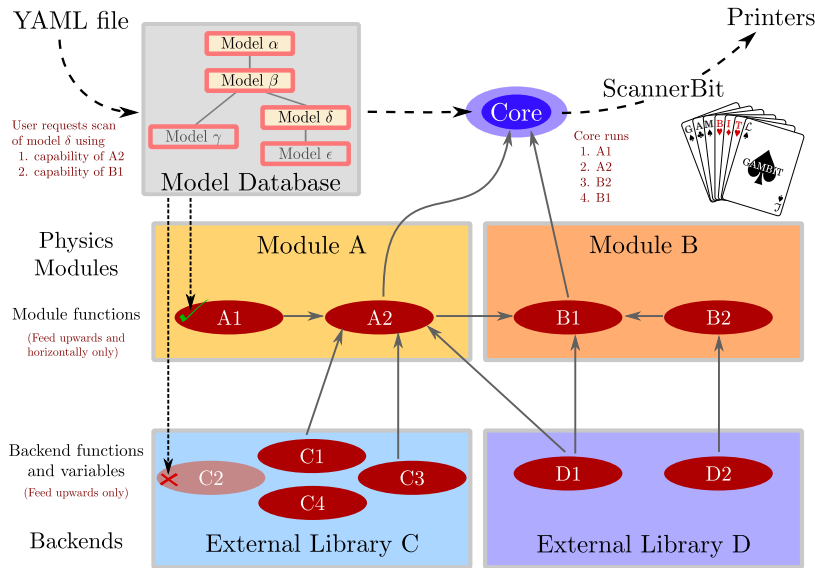 YAML file
Printers
Model α
Model β
Model γ
Model δ
Model ϵ
Model Database
Core
ScannerBit
User requests scan
of model δ using
1. capability of A2
2. capability of B1
Core runs
1. A1
2. A2
3. B2
4. B1
G A M B I T L
GAMBIT
L
Physics
Modules
Module A
Module B
Module functions
(Feed upwards and
horizontally only)
A1
A2
B1
B2
Backend functions
and variables
(Feed upwards only)
C2
C1
C3
C4
D1
D2
Backends
External Library C
External Library D